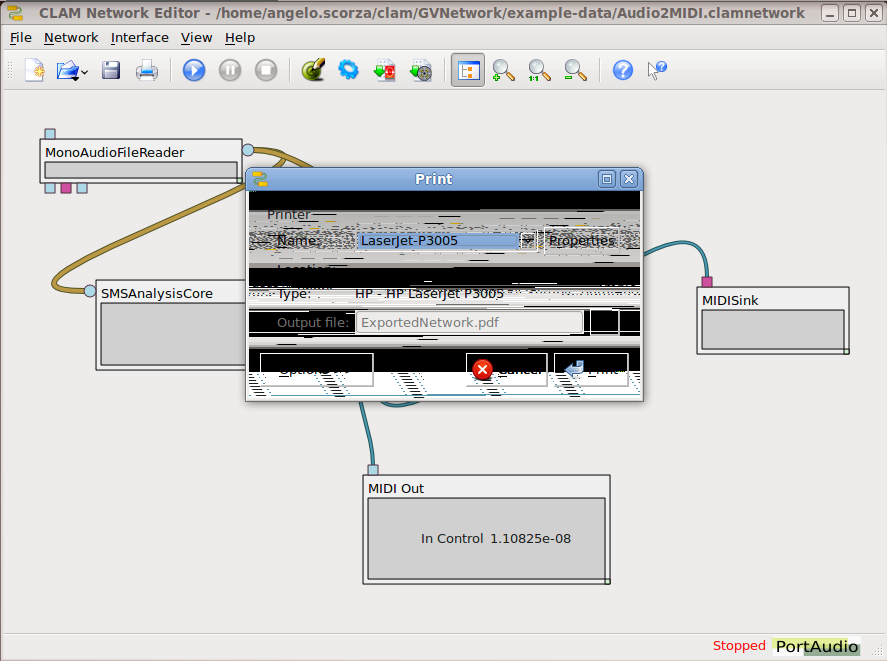 CLAM Network Editor - /home/angelo.scorza/clam/GVNetwork/example-data/Audio2MIDI.clamnetwork
File Network Interface View Help
MonoAudioFileReader
Print
Printer
Name: LaserJet-P3005 Properties
Location:
Type: HP - HP LaserJet P3005
Output file: ExportedNetwork.pdf
Options
Cancel Print
SMSAnalysisCore
MIDISink
MIDI Out
In Control 1.10825e-08
Stopped PortAudio